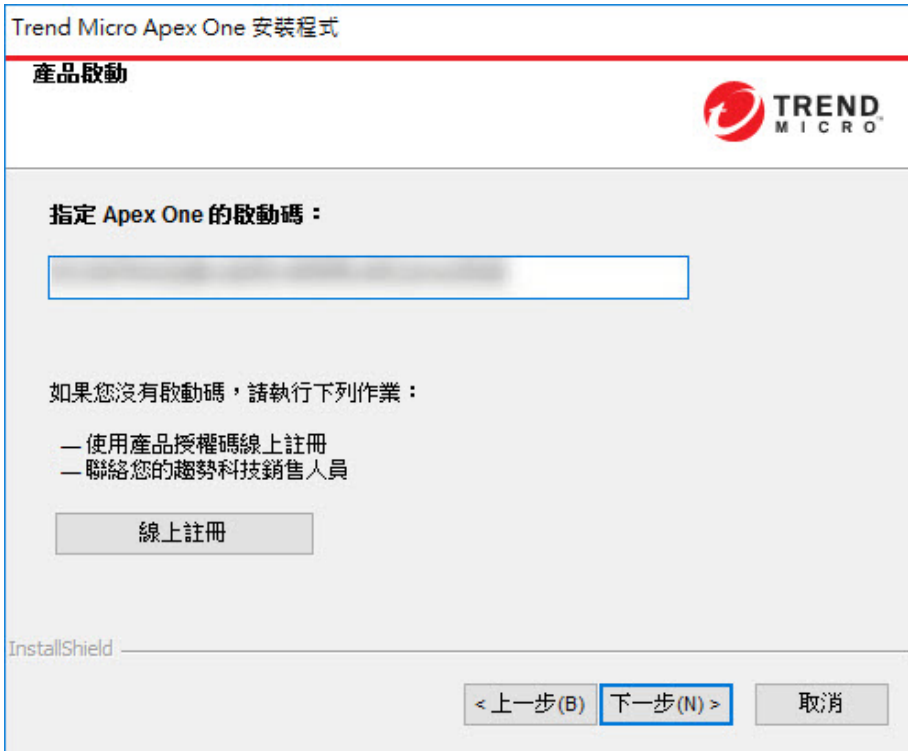 Trend Micro Apex One 安裝程式
產品啟動
TREND
MICRO
指定 Apex One 的啟動碼：
如果您沒有啟動碼，請執行下列作業：
— 使用產品授權碼線上註冊
— 聯絡您的趨勢科技銷售人員
線上註冊
InstallShield
< 上一步(B) 下一步(N) > 取消